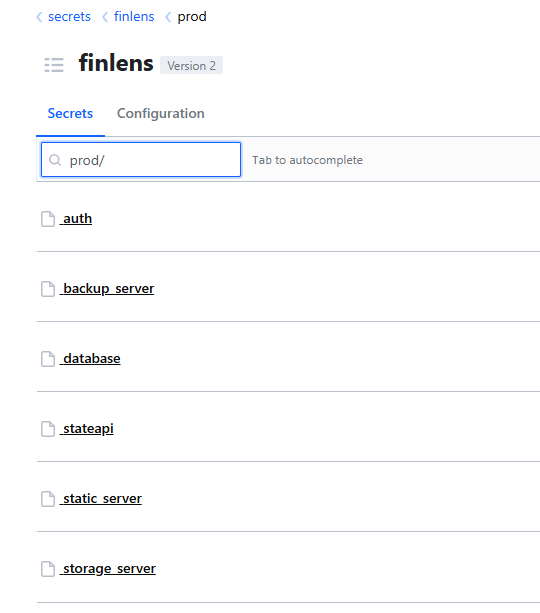 secrets finlens prod
finlens Version 2
Secrets Configuration
prod/ Tab to autocomplete
auth
backup_server
database
stateapi
static_server
storage_server